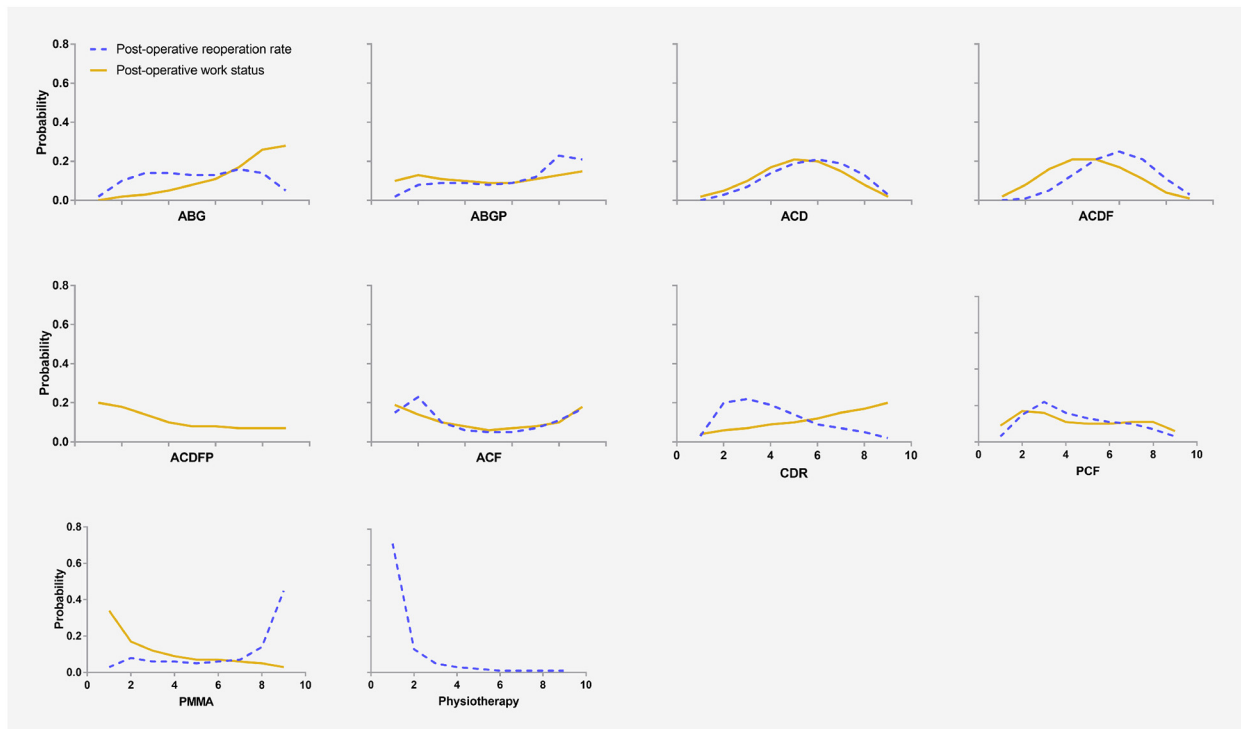 Post-operative reoperation rate
Post-operative work status
Probability
0.8
0.6
0.4
0.2
0.0
ABG
ABGP
ACD
ACDF
Probability
0.8
0.6
0.4
0.2
0.0
ACDFP
ACF
0 2 4 6 8 10
CDR
0 2 4 6 8 10
PCF
Probability
0.8
0.6
0.4
0.2
0.0
0 2 4 6 8 10
PMMA
0 2 4 6 8 10
Physiotherapy